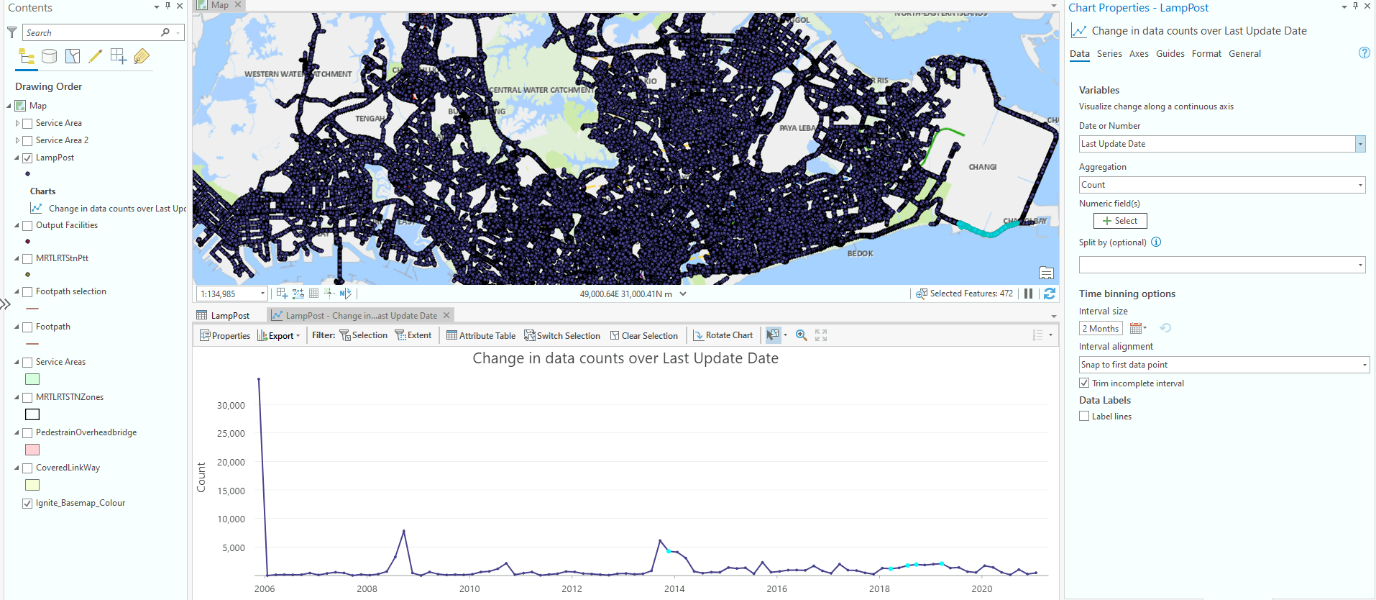 Contents
Search
Drawing Order
Map
Service Area
Service Area 2
LampPost
Charts
Change in data counts over Last Upc
Output Facilities
MRTLRTStnPtt
Footpath selection
Footpath
Service Areas
MRTLRTSTNZones
PedestrainOverheadbridge
CoveredLinkWay
Ignite_Basemap_Colour
Map
NORTH-EASTERN ISLANDS
WESTERN WATER CATCHMENT
CENTRAL WATER CATCHMENT
TENGAH
PAYA LEBA
CHANGI
BEDOK
1:134,985
49,000.64E 31,000.41N m
Selected Features: 472
LampPost
LampPost - Change in...ast Update Date
Properties
Export
Filter:
Selection
Extent
Attribute Table
Switch Selection
Clear Selection
Rotate Chart
Change in data counts over Last Update Date
Count
30,000
25,000
20,000
15,000
10,000
5,000
2006 2008 2010 2012 2014 2016 2018 2020
Chart Properties - LampPost
Change in data counts over Last Update Date
Data Series Axes Guides Format General
Variables
Visualize change along a continuous axis
Date or Number
Last Update Date
Aggregation
Count
Numeric field(s)
+ Select
Split by (optional)
Time binning options
Interval size
2 Months
Interval alignment
Snap to first data point
Trim incomplete interval
Data Labels
Label lines